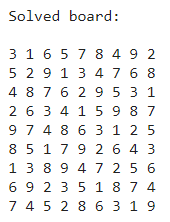 Solved board:
3 1 6 5 7 8 4 9 2
5 2 9 1 3 4 7 6 8
4 8 7 6 2 9 5 3 1
2 6 3 4 1 5 9 8 7
9 7 4 8 6 3 1 2 5
8 5 1 7 9 2 6 4 3
1 3 8 9 4 7 2 5 6
6 9 2 3 5 1 8 7 4
7 4 5 2 8 6 3 1 9